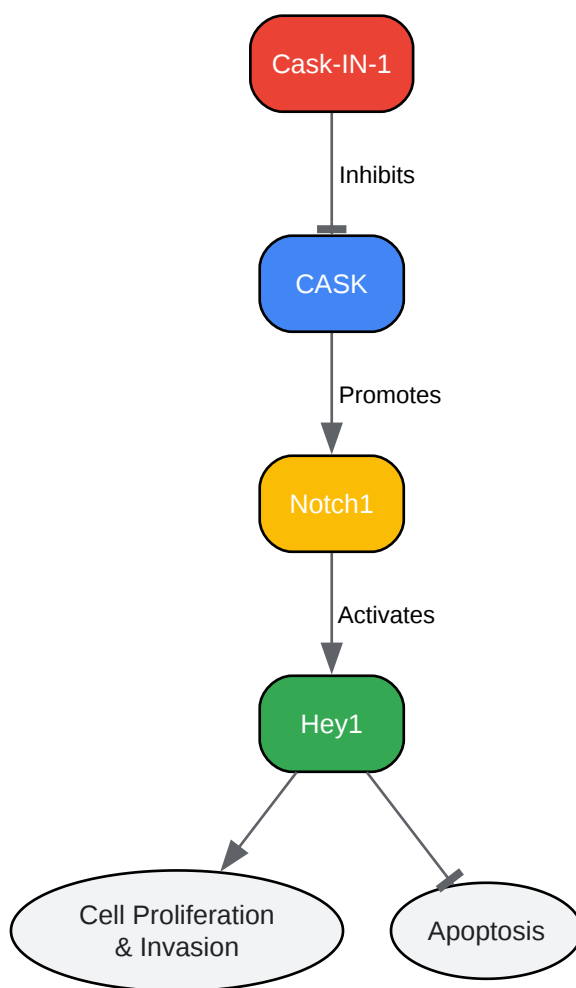 Cask-IN-1
Inhibits
CASK
Promotes
Notch1
Activates
Hey1
Cell Proliferation
& Invasion
Apoptosis